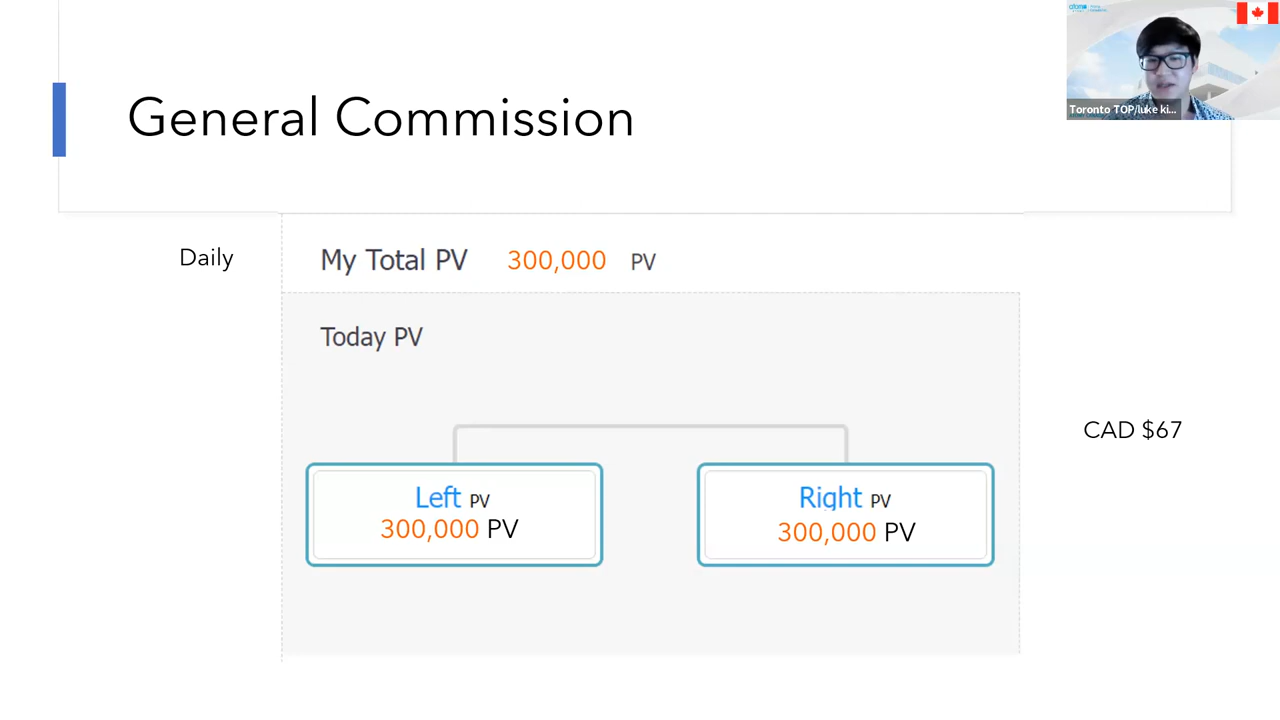 General Commission
atom
Toronto TOP/luke ki...
Daily
My Total PV 300,000 PV
Today PV
CAD $67
Left PV
300,000 PV
Right PV
300,000 PV